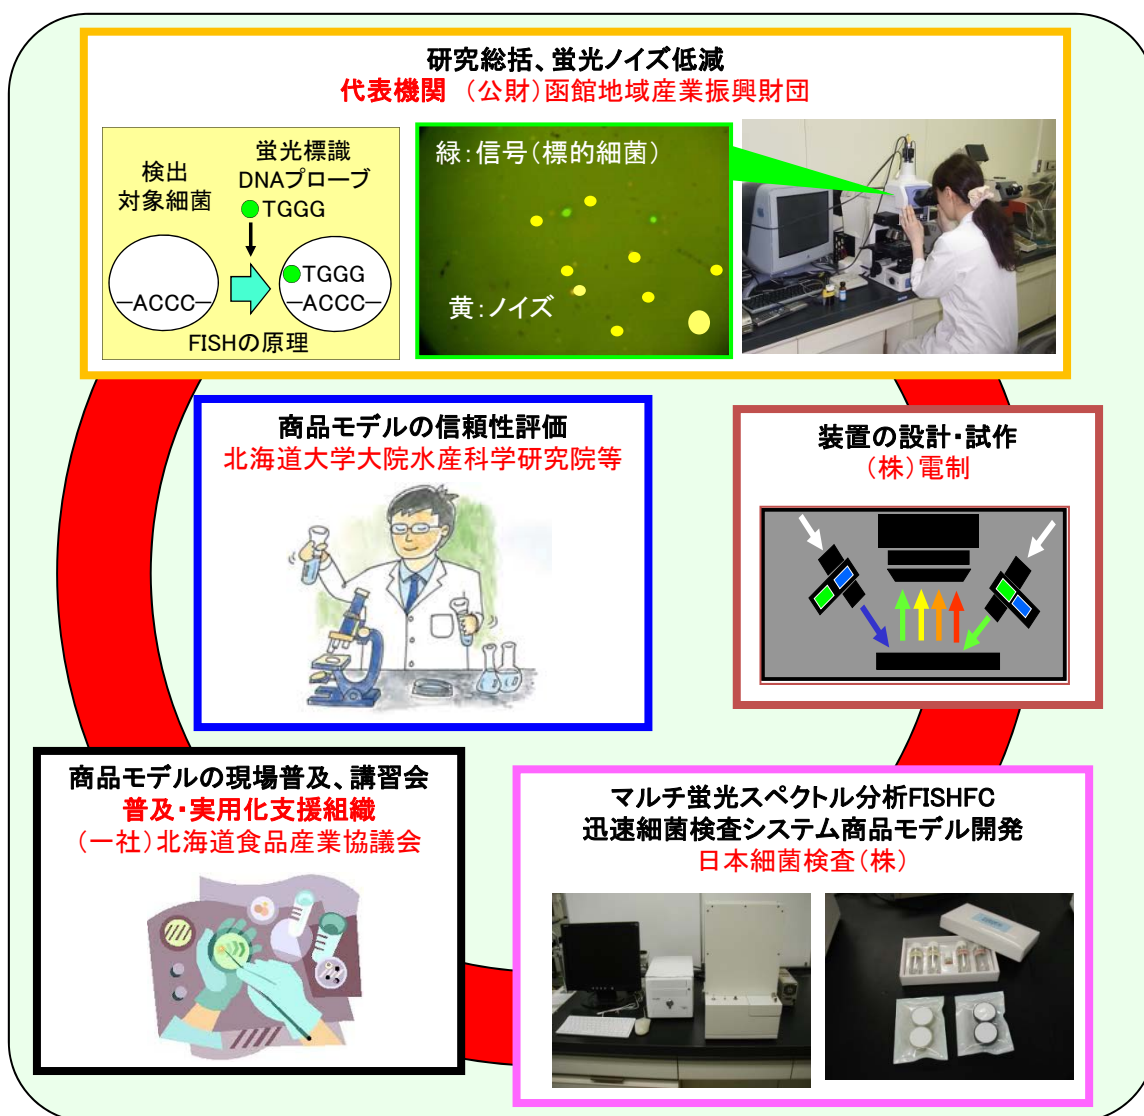 研究総括、蛍光ノイズ低減
代表機関 (公財)函館地域産業振興財団
検出
対象細菌
蛍光標識
DNAプローブ
TGGG
TGGG
ACCC
ACCC
FISHの原理
緑:信号(標的細菌)
黄:ノイズ
商品モデルの信頼性評価
北海道大学大院水産科学研究院等
装置の設計・試作
(株)電制
商品モデルの現場普及、講習会
普及・実用化支援組織
(一社)北海道食品産業協議会
マルチ蛍光スペクトル分析FISHFC
迅速細菌検査システム商品モデル開発
日本細菌検査(株)